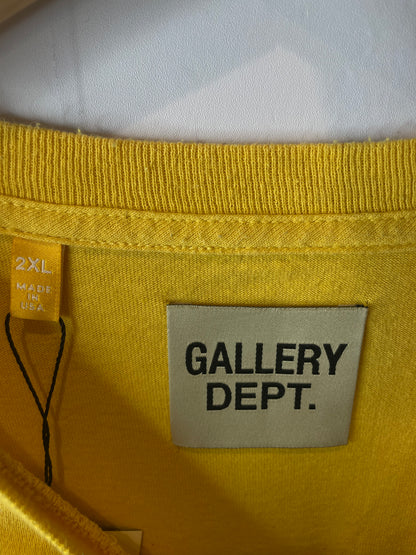 2XL
MADE
IN
USA
GALLERY
DEPT.